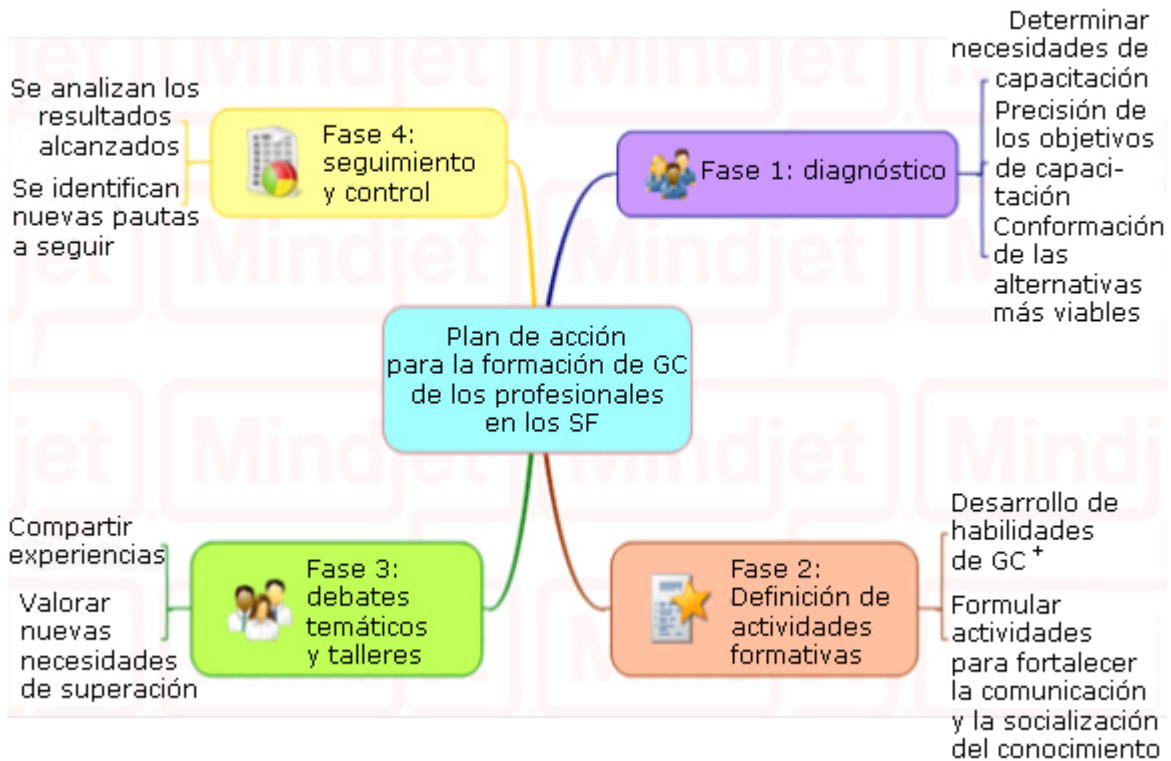 Plan de acción
para la formación de GC
de los profesionales
en los SF
Fase 1: diagnóstico
Determinar
necesidades de
capacitación
Precisión de
los objetivos
de capaci-
tación
Conformación
de las
alternativas
más viables
Fase 2:
Definición de
actividades
formativas
Desarrollo de
habilidades
de GC +
Formular
actividades
para fortalecer
la comunicación
y la socialización
del conocimiento
Fase 3:
debates
temáticos
y talleres
Compartir
experiencias
Valorar
nuevas
necesidades
de superación
Fase 4:
seguimiento
y control
Se analizan los
resultados
alcanzados
Se identifican
nuevas pautas
a seguir
Mindjet